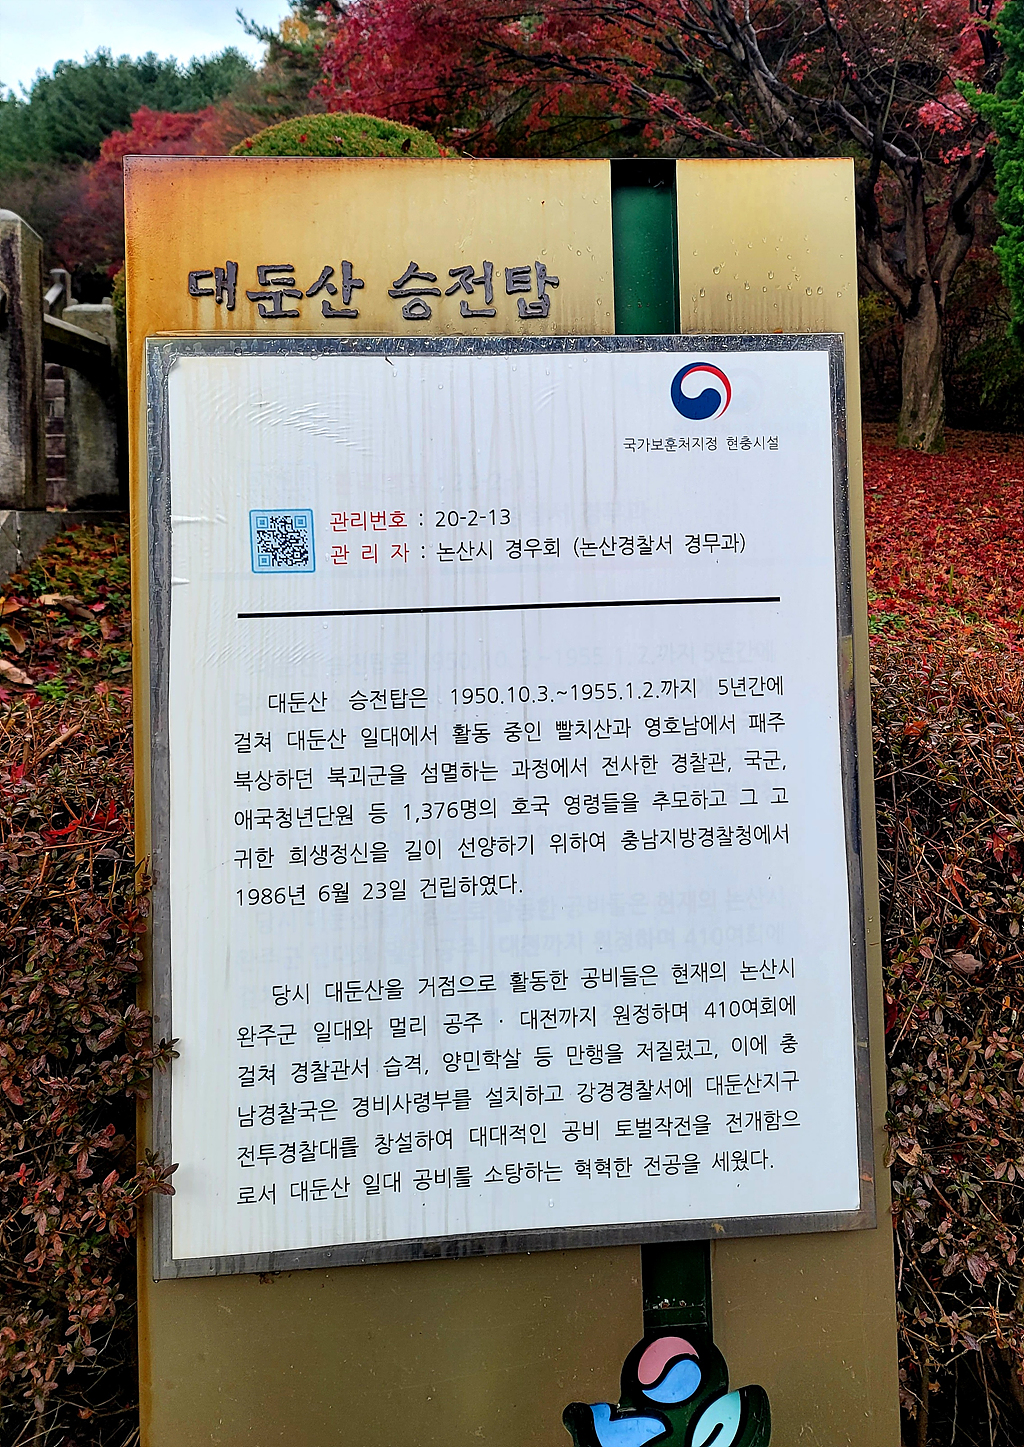 대둔산 승전탑
국가보훈처지정 현충시설
관리번호 : 20-2-13
관 리 자 : 논산시 경우회 (논산경찰서 경무과)
대둔산 승전탑은 1950.10.3.~1955.1.2.까지 5년간에
걸쳐 대둔산 일대에서 활동 중인 빨치산과 영호남에서 패주
북상하던 북괴군을 섬멸하는 과정에서 전사한 경찰관, 국군,
애국청년단원 등 1,376명의 호국 영령들을 추모하고 그 고
귀한 희생정신을 길이 선양하기 위하여 충남지방경찰청에서
1986년 6월 23일 건립하였다.
당시 대둔산을 거점으로 활동한 공비들은 현재의 논산시
완주군 일대와 멀리 공주 · 대전까지 원정하며 410여회에
걸쳐 경찰관서 습격, 양민학살 등 만행을 저질렀고, 이에 충
남경찰국은 경비사령부를 설치하고 강경경찰서에 대둔산지구
전투경찰대를 창설하여 대대적인 공비 토벌작전을 전개함으
로서 대둔산 일대 공비를 소탕하는 혁혁한 전공을 세웠다.